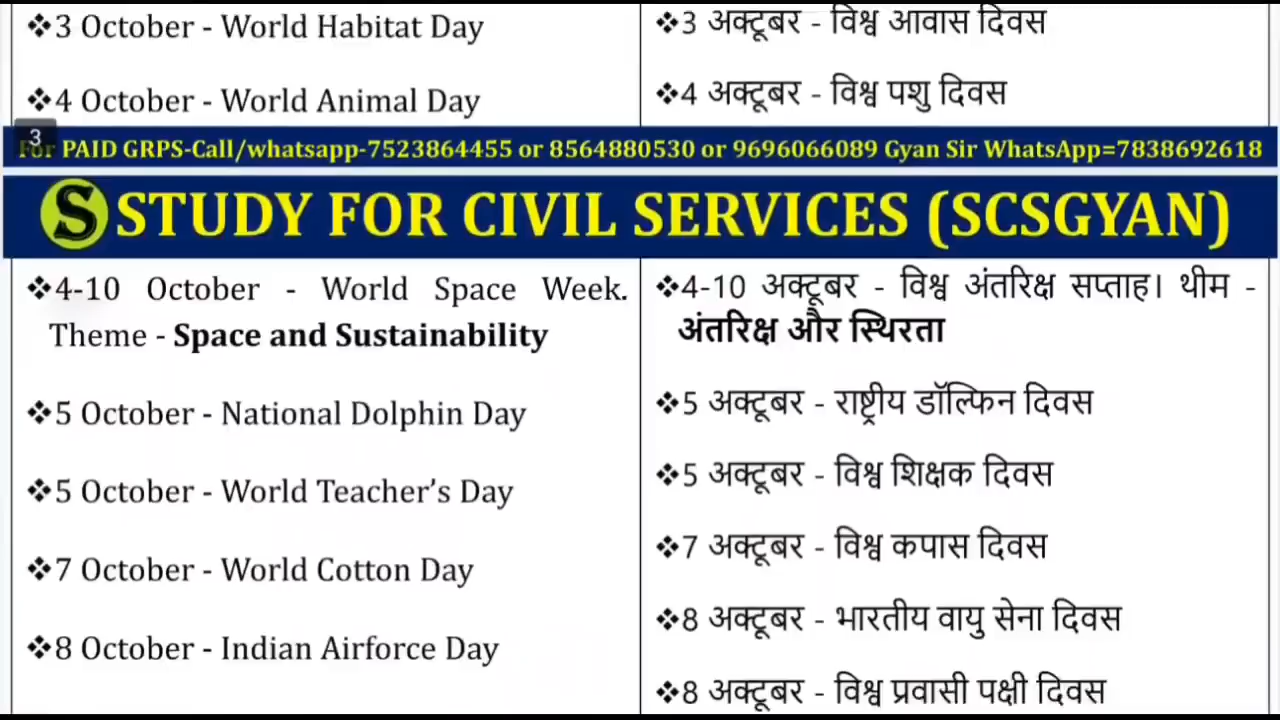 ❖3 October - World Habitat Day
❖4 October - World Animal Day
❖3 अक्टूबर - विश्व आवास दिवस
❖4 अक्टूबर - विश्व पशु दिवस
3
For PAID GRPS-Call/whatsapp-7523864455 or 8564880530 or 9696066089 Gyan Sir WhatsApp=7838692618
S STUDY FOR CIVIL SERVICES (SCSGYAN)
❖4-10 October - World Space Week.
Theme - Space and Sustainability
❖5 October - National Dolphin Day
❖5 October - World Teacher’s Day
❖7 October - World Cotton Day
❖8 October - Indian Airforce Day
❖4-10 अक्टूबर - विश्व अंतरिक्ष सप्ताह। थीम -
अंतरिक्ष और स्थिरता
❖5 अक्टूबर - राष्ट्रीय डॉल्फिन दिवस
❖5 अक्टूबर - विश्व शिक्षक दिवस
❖7 अक्टूबर - विश्व कपास दिवस
❖8 अक्टूबर - भारतीय वायु सेना दिवस
❖8 अक्टूबर - विश्व प्रवासी पक्षी दिवस